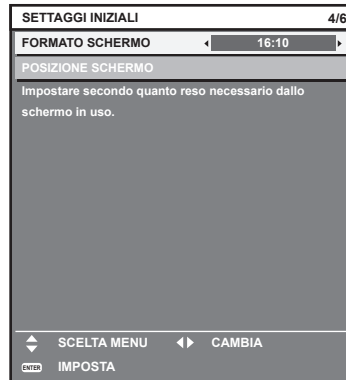 SETTAGGI INIZIALI 4/6
FORMATO SCHERMO 16:10
POSIZIONE SCHERMO
Impostare secondo quanto reso necessario dallo
schermo in uso.
SCELTA MENU CAMBIA
ENTER IMPOSTA